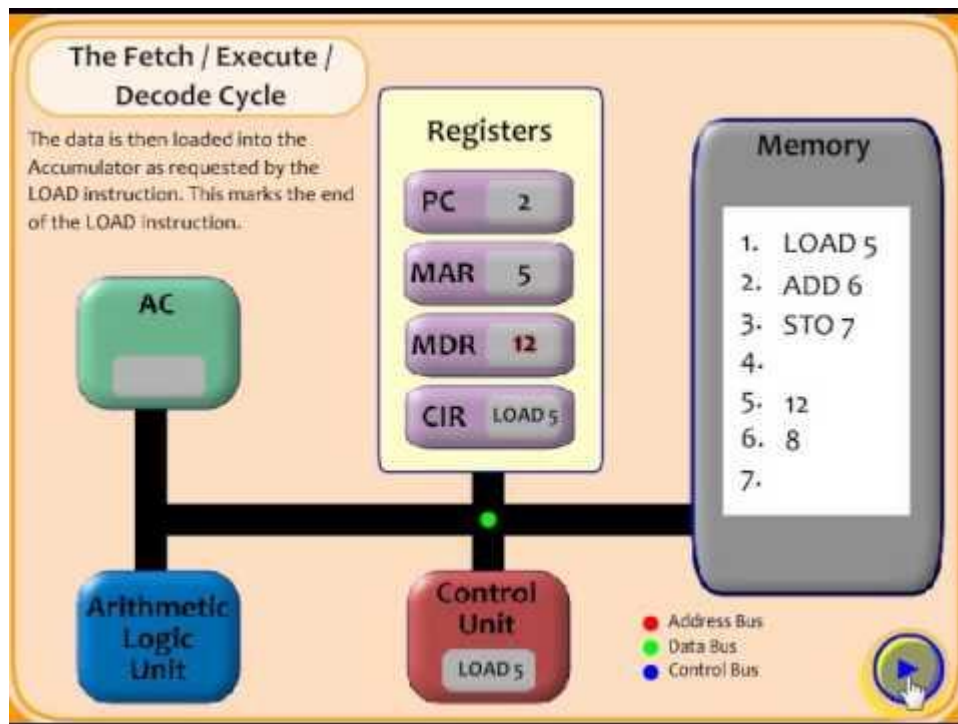 The Fetch / Execute /
Decode Cycle
The data is then loaded into the
Accumulator as requested by the
LOAD instruction. This marks the end
of the LOAD instruction.
AC
Registers
PC 2
MAR 5
MDR 12
CIR LOAD 5
Memory
1. LOAD 5
2. ADD 6
3. STO 7
4.
5. 12
6. 8
7.
Arithmetic
Logic
Unit
Control
Unit
LOAD 5
Address Bus
Data Bus
Control Bus